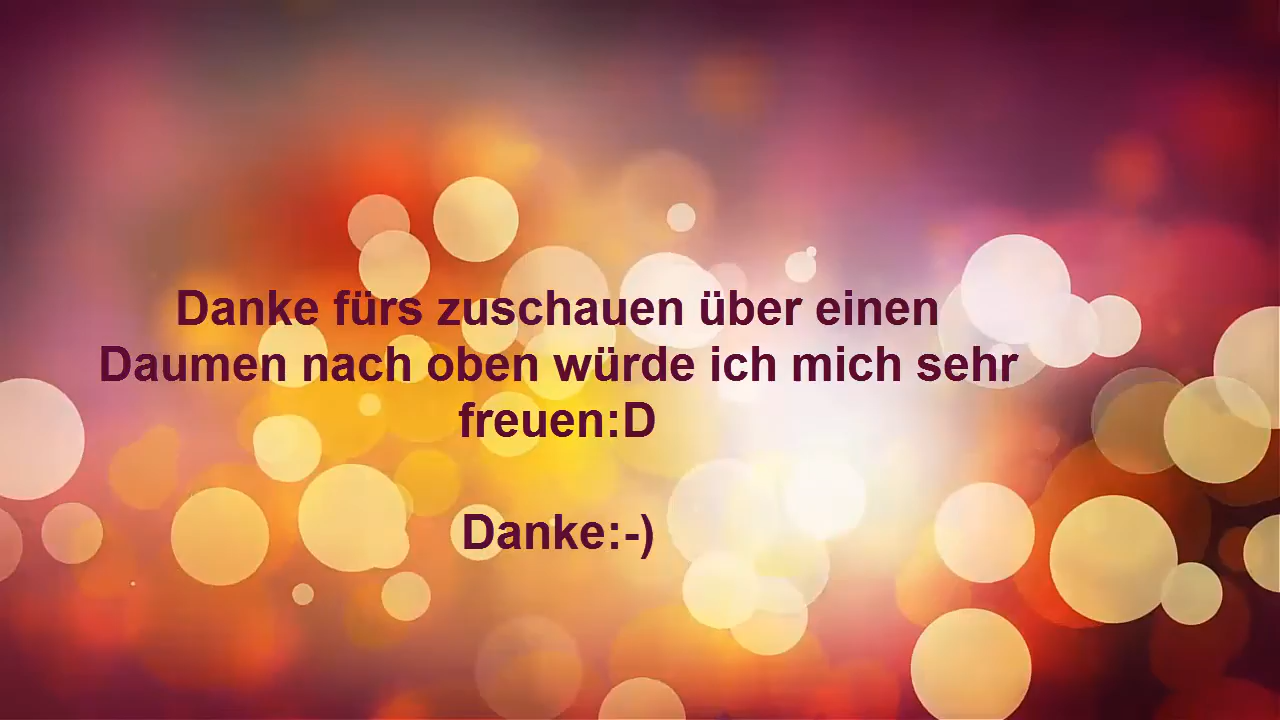 Danke fürs zuschauen über einen
Daumen nach oben würde ich mich sehr
freuen:D
Danke:-)